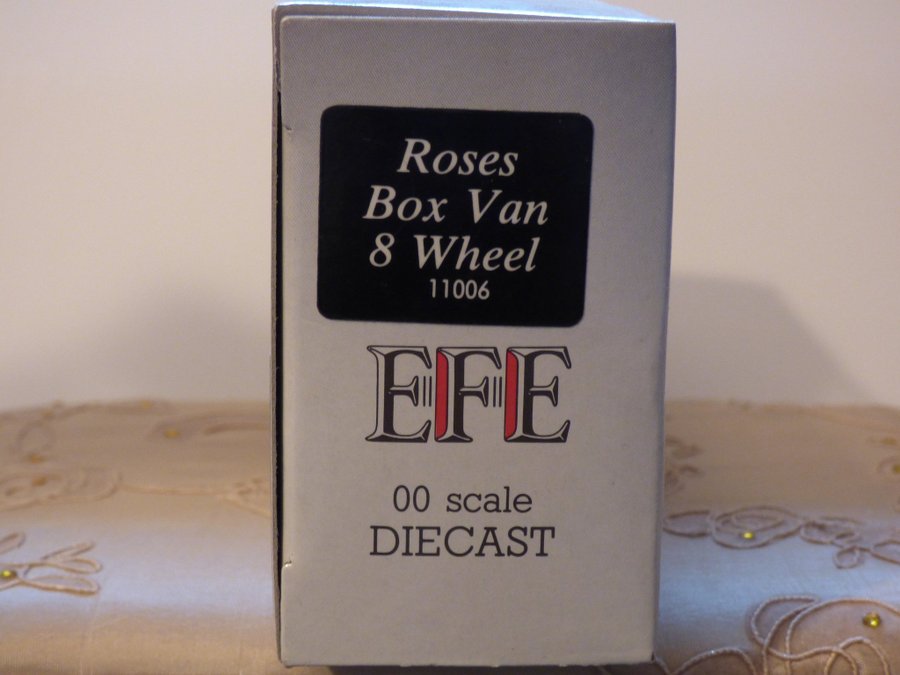 Roses
Box Van
8 Wheel
11006
EFE
00 scale
DIECAST